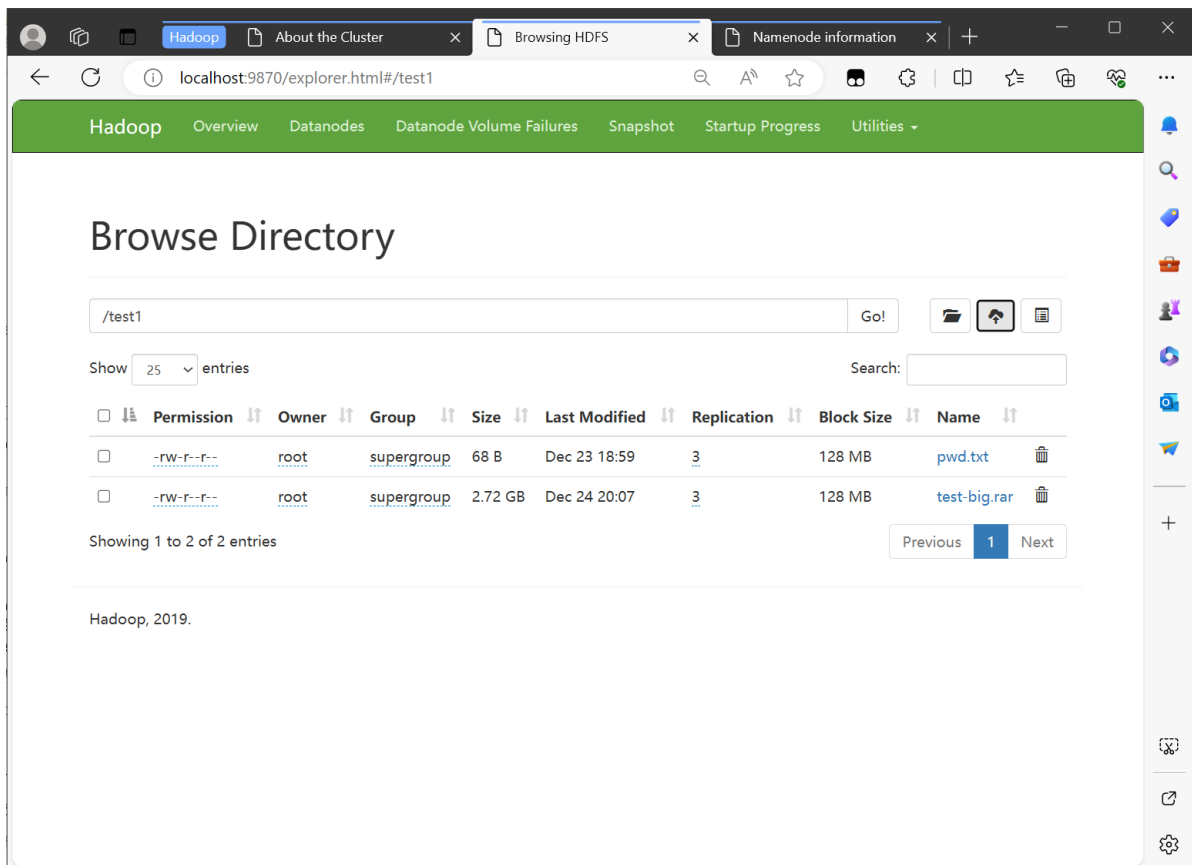 Hadoop About the Cluster Browsing HDFS Namenode information
localhost:9870/explorer.html#/test1
Hadoop Overview Datanodes Datanode Volume Failures Snapshot Startup Progress Utilities
Browse Directory
/test1 Go!
Show 25 entries Search:
Permission Owner Group Size Last Modified Replication Block Size Name
-rw-r--r-- root supergroup 68 B Dec 23 18:59 3 128 MB pwd.txt
-rw-r--r-- root supergroup 2.72 GB Dec 24 20:07 3 128 MB test-big.rar
Showing 1 to 2 of 2 entries Previous 1 Next
Hadoop, 2019.